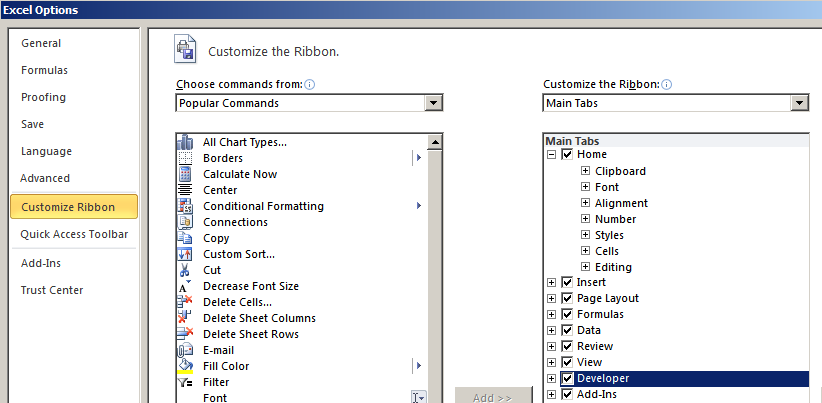 Excel Options
General
Formulas
Proofing
Save
Language
Advanced
Customize Ribbon
Quick Access Toolbar
Add-Ins
Trust Center
Customize the Ribbon.
Choose commands from:
Popular Commands
All Chart Types...
Borders
Calculate Now
Center
Conditional Formatting
Connections
Copy
Custom Sort...
Cut
Decrease Font Size
Delete Cells...
Delete Sheet Columns
Delete Sheet Rows
E-mail
Fill Color
Filter
Font
Add >>
Customize the Ribbon:
Main Tabs
Main Tabs
Home
Clipboard
Font
Alignment
Number
Styles
Cells
Editing
Insert
Page Layout
Formulas
Data
Review
View
Developer
Add-Ins